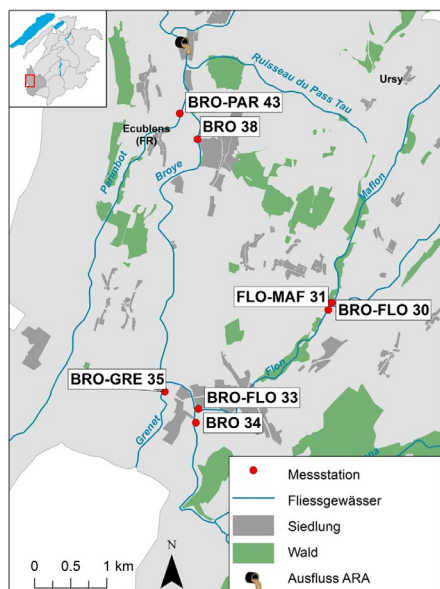 Ruisseau du Pass Tau
Ursy
BRO-PAR 43
Ecublens
(FR)
BRO 38
Parimbot
Broye
Maflon
FLO-MAF 31
BRO-FLO 30
Flon
BRO-GRE 35
BRO-FLO 33
BRO 34
Grenet
Messstation
Fliessgewässer
Siedlung
Wald
Ausfluss ARA
N
0 0.5 1 km